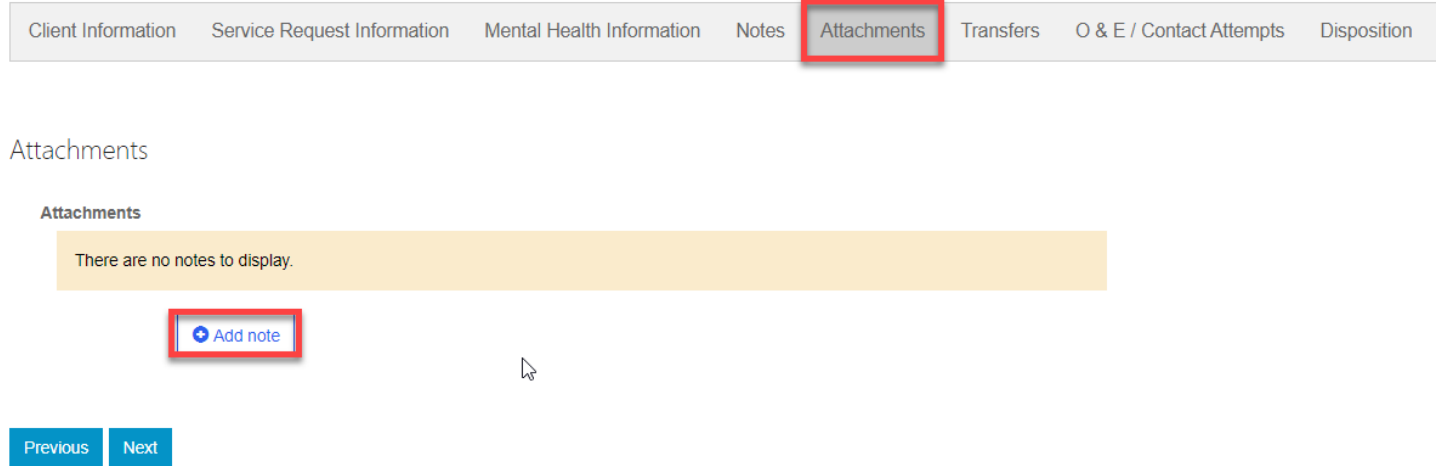 Client Information Service Request Information Mental Health Information Notes Attachments Transfers O & E / Contact Attempts Disposition
Attachments
Attachments
There are no notes to display.
Add note
Previous Next